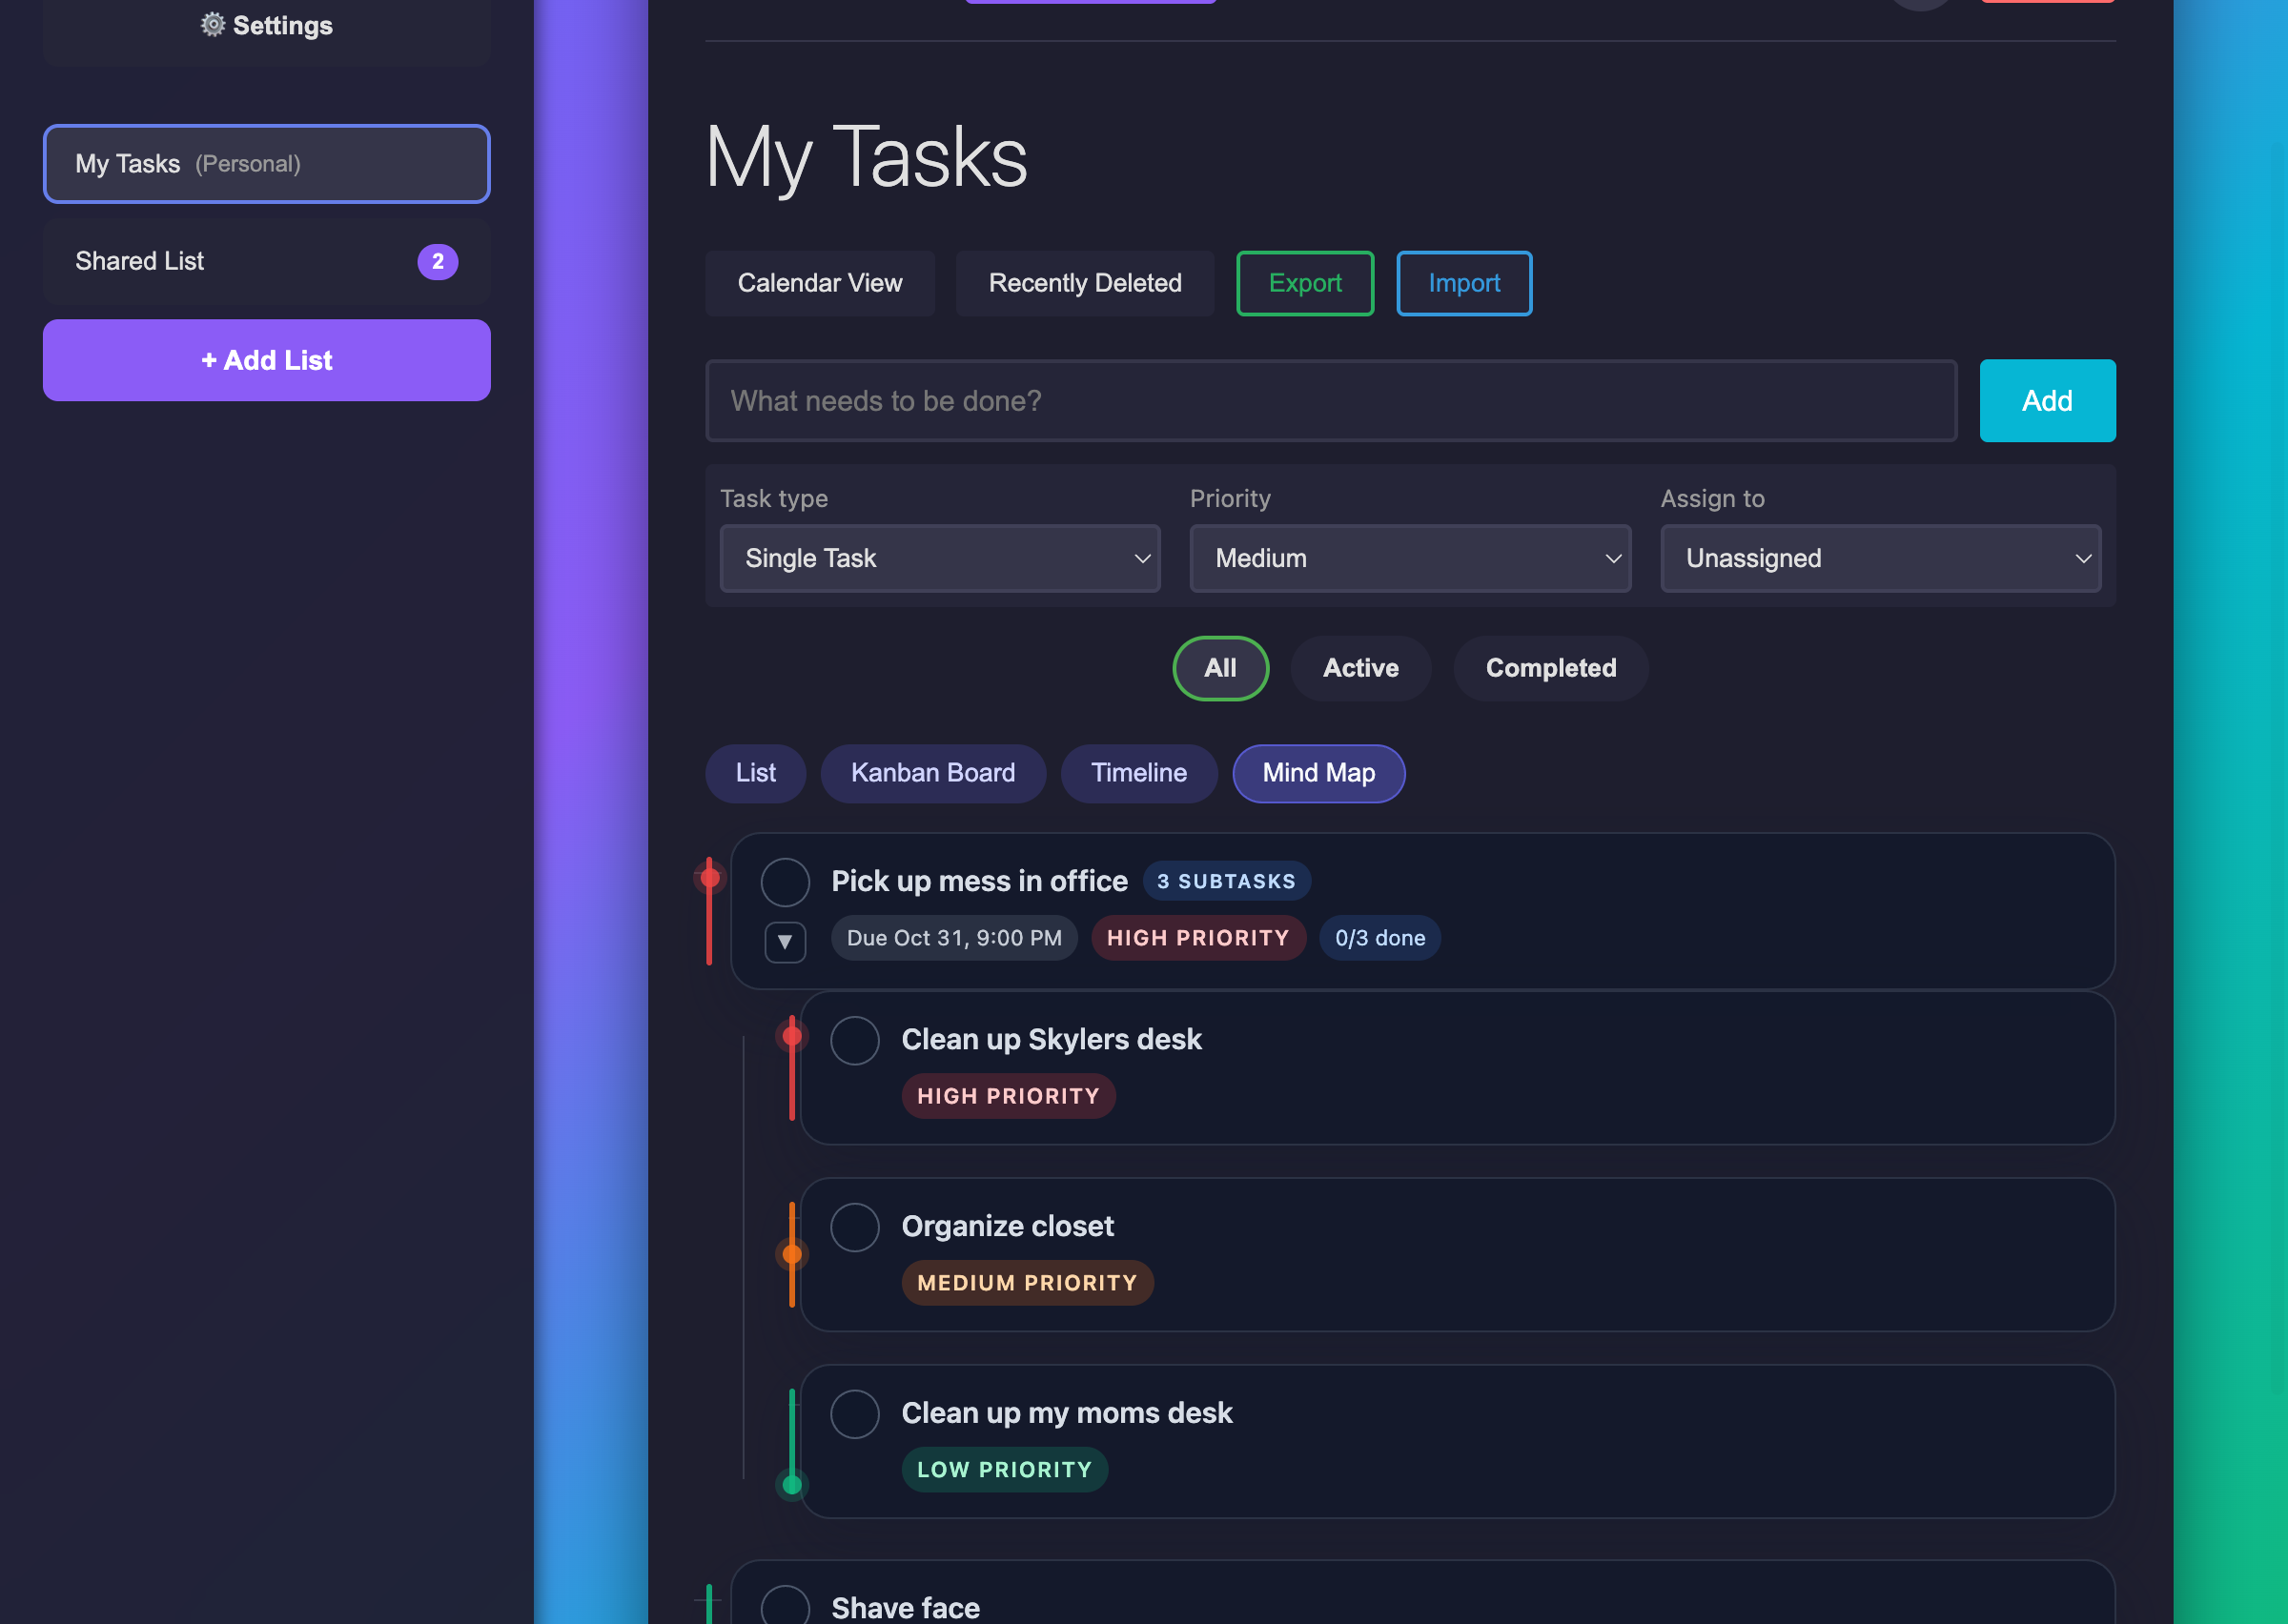 ⚙️ Settings
My Tasks (Personal)
Shared List 2
+ Add List
My Tasks
Calendar View Recently Deleted Export Import
What needs to be done? Add
Task type Priority Assign to
Single Task Medium Unassigned
All Active Completed
List Kanban Board Timeline Mind Map
Pick up mess in office 3 SUBTASKS
▼ Due Oct 31, 9:00 PM HIGH PRIORITY 0/3 done
Clean up Skylers desk
HIGH PRIORITY
Organize closet
MEDIUM PRIORITY
Clean up my moms desk
LOW PRIORITY
Shave face